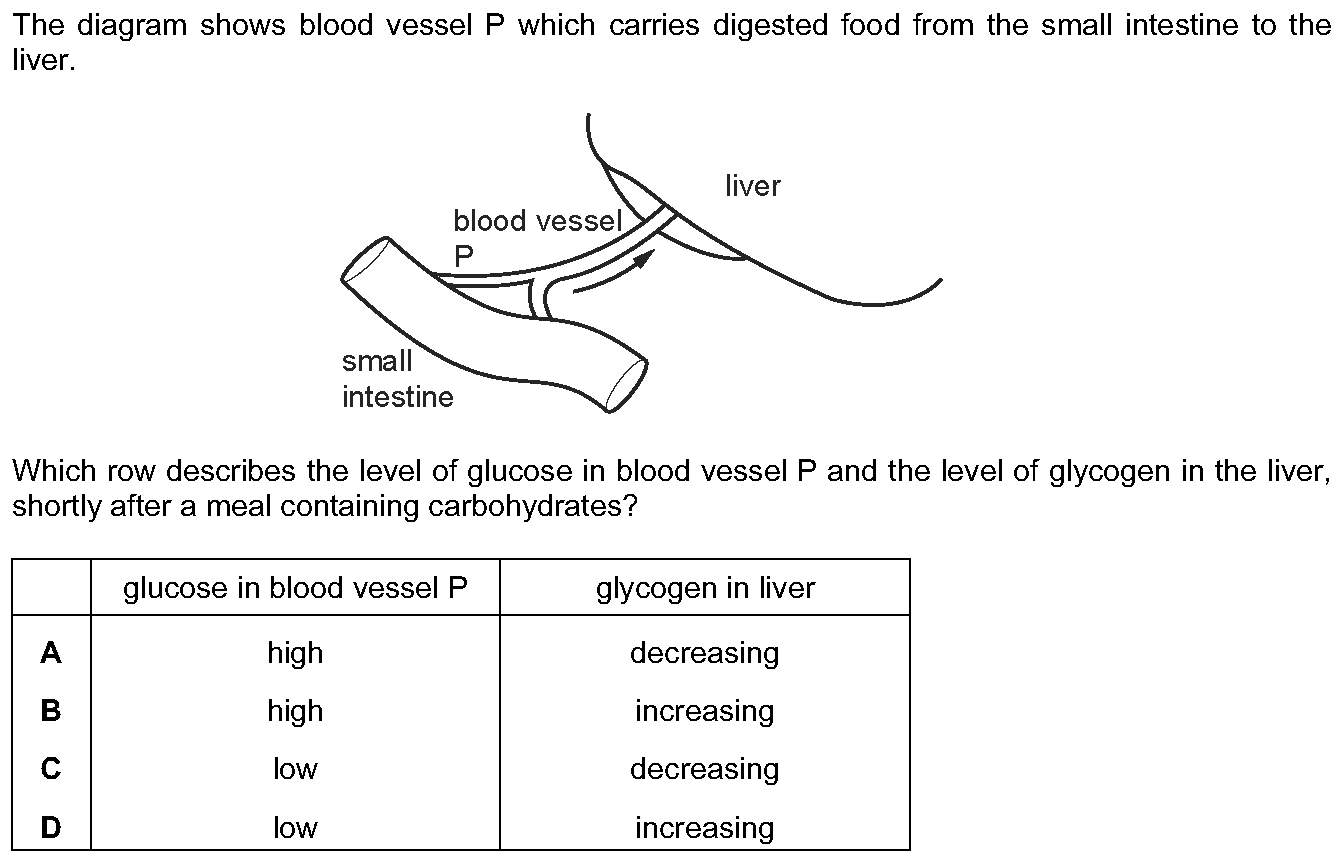 The diagram shows blood vessel P which carries digested food from the small intestine to the
liver.
liver
blood vessel
P
small
intestine
Which row describes the level of glucose in blood vessel P and the level of glycogen in the liver,
shortly after a meal containing carbohydrates?
glucose in blood vessel P glycogen in liver
A high decreasing
B high increasing
C low decreasing
D low increasing